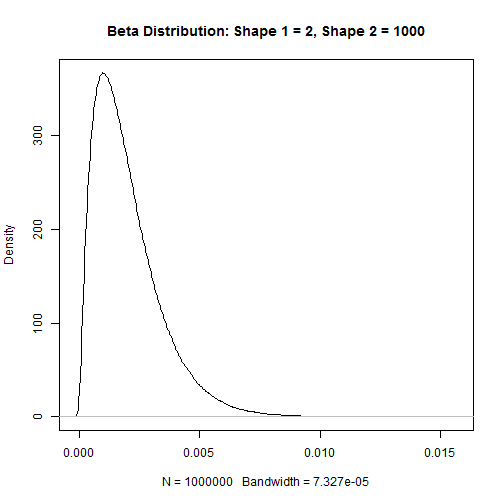 Beta Distribution: Shape 1 = 2, Shape 2 = 1000
Density
300
200
100
0
0.000
0.005
0.010
0.015
N = 1000000 Bandwidth = 7.327e-05